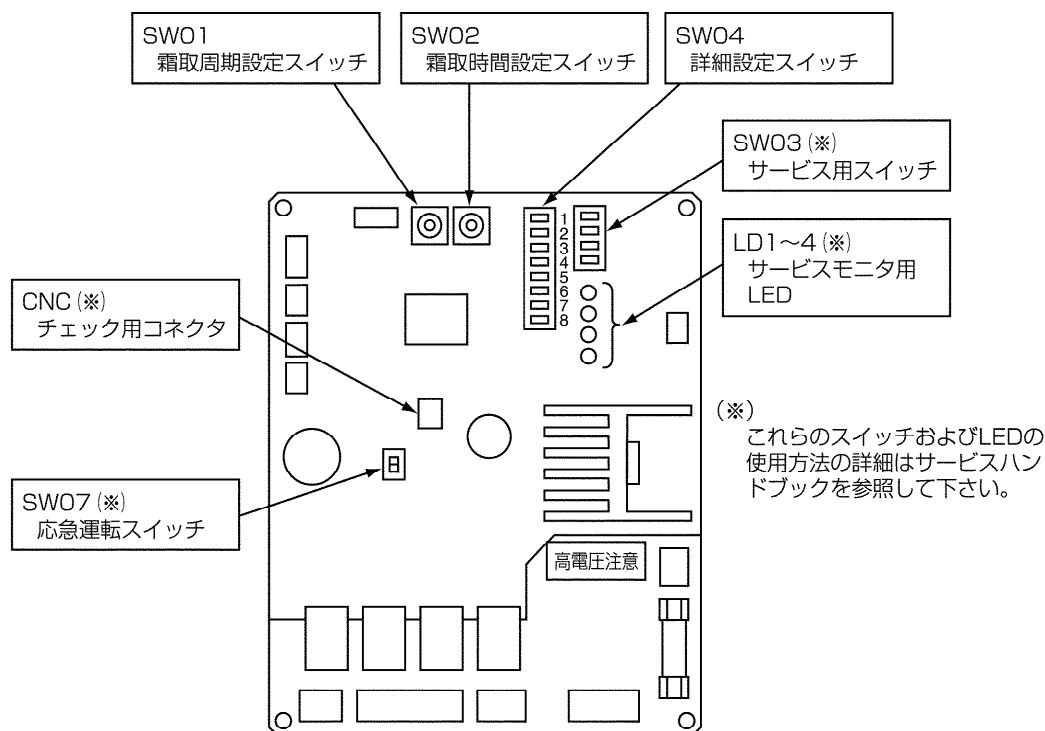 SW01
霜取周期設定スイッチ
SW02
霜取時間設定スイッチ
SW04
詳細設定スイッチ
SW03(※)
サービス用スイッチ
LD1～4(※)
サービスモニタ用
LED
CNC(※)
チェック用コネクタ
SW07(※)
応急運転スイッチ
1
2
3
4
5
6
7
8
(※)
これらのスイッチおよびLEDの
使用方法の詳細はサービスハン
ドブックを参照して下さい。
高電圧注意